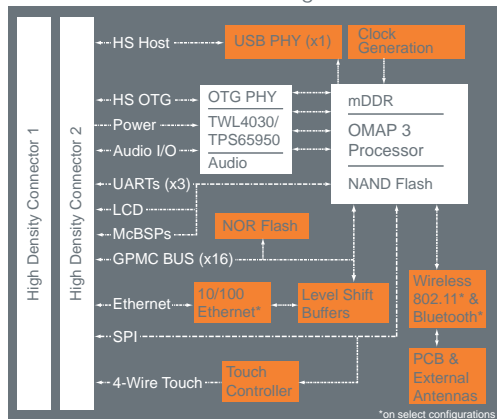 High Density Connector 1
High Density Connector 2
HS Host
USB PHY (x1)
Clock
Generation
HS OTG
Power
Audio I/O
OTG PHY
TWL4030/
TPS65950
Audio
mDDR
OMAP 3
Processor
NAND Flash
UARTs (x3)
LCD
McBSPs
NOR Flash
GPMC BUS (x16)
Ethernet
10/100
Ethernet*
Level Shift
Buffers
Wireless
802.11* &
Bluetooth*
SPI
4-Wire Touch
Touch
Controller
PCB &
External
Antennas
*on select configurations